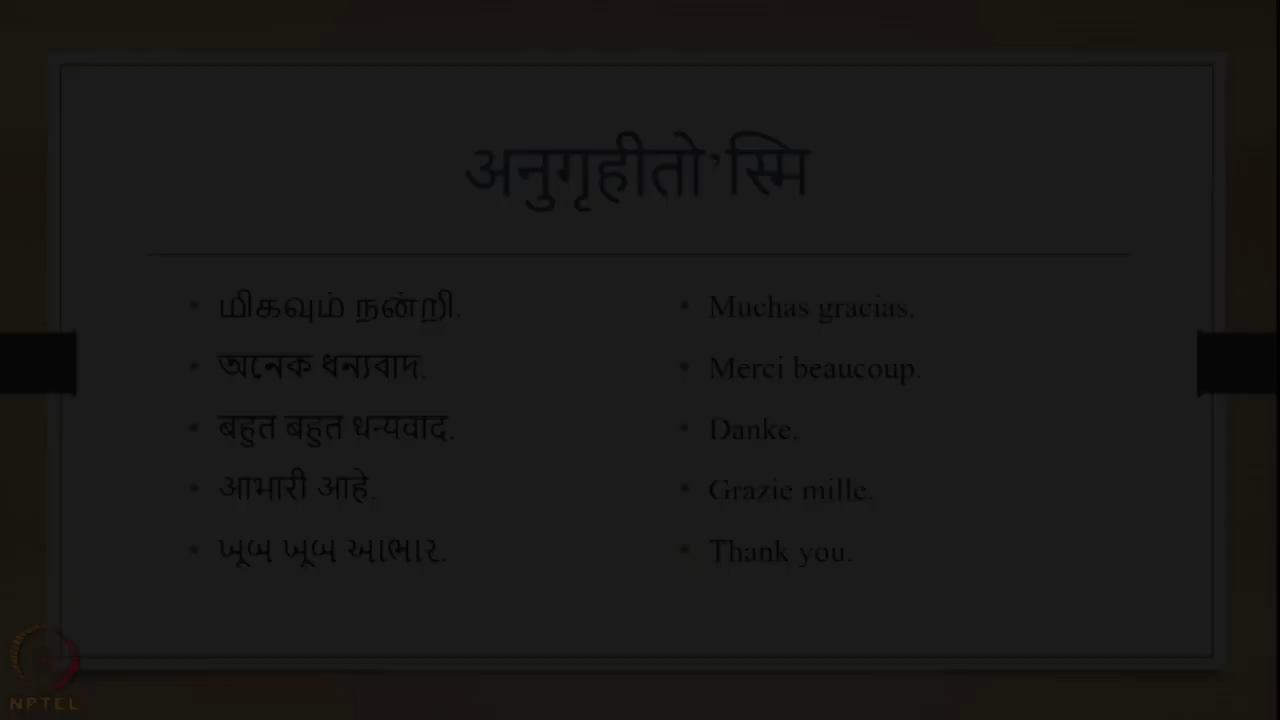 अनुगृहीतो’स्मि
மிகவும் நன்றி.
অনেক ধন্যবাদ.
बहुत बहुत धन्यवाद.
आभारी आहे.
ખૂબ ખૂબ આભાર.
Muchas gracias.
Merci beaucoup.
Danke.
Grazie mille.
Thank you.
NPTEL